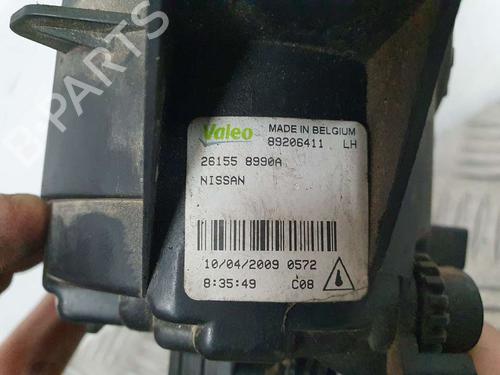 B-PARTS
Valeo MADE IN BELGIUM
89206411 LH
26155 8990A
NISSAN
10/04/2009 0572
8:35:49 C08